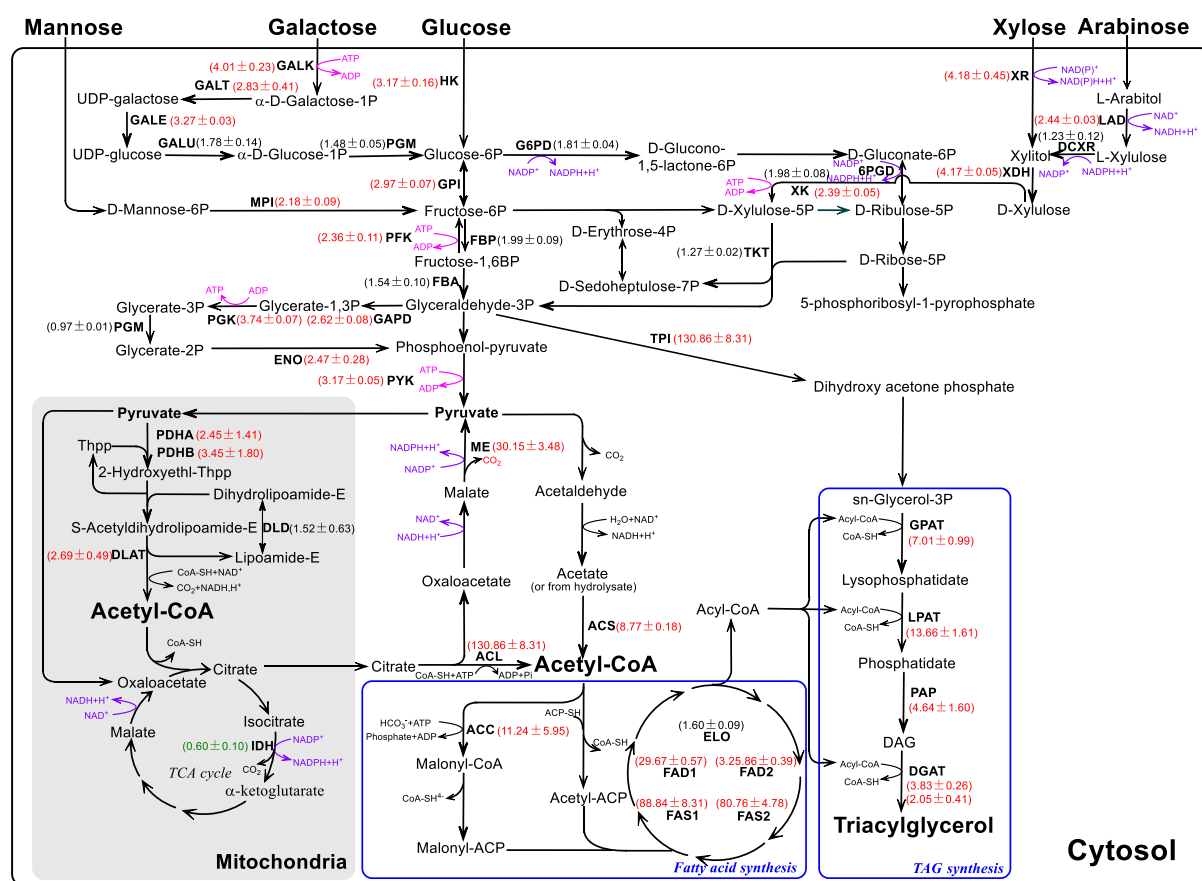 Mannose
Galactose
Glucose
Xylose
Arabinose
(4.01±0.23) GALK
ATP
ADP
GALT (2.83±0.41)
UDP-galactose
α-D-Galactose-1P
(3.17±0.16) HK
(4.18±0.45) XR
NAD(P)⁺
NAD(P)H+H⁺
L-Arabitol
GALE (3.27±0.03)
(2.44±0.03) LAD
NAD⁺
NADH+H⁺
UDP-glucose
GALU (1.78±0.14)
α-D-Glucose-1P
(1.48±0.05) PGM
Glucose-6P
G6PD (1.81±0.04)
NADP⁺
NADPH+H⁺
D-Glucono-
1,5-lactone-6P
D-Gluconate-6P
(1.23±0.12)
DCXR
Xylitol
L-Xylulose
NADP⁺
NADPH+H⁺
NADP⁺
NADPH+H⁺
6PGD
(1.98±0.08)
(4.17±0.05) XDH
(2.97±0.07) GPI
ATP
ADP
XK (2.39±0.05)
D-Mannose-6P
MPI (2.18±0.09)
Fructose-6P
D-Xylulose-5P
D-Ribulose-5P
D-Xylulose
(2.36±0.11) PFK
ATP
ADP
FBP (1.99±0.09)
D-Erythrose-4P
(1.27±0.02) TKT
Fructose-1,6BP
D-Ribose-5P
(1.54±0.10) FBA
D-Sedoheptulose-7P
ATP
ADP
Glycerate-3P
Glycerate-1,3P
Glyceraldehyde-3P
5-phosphoribosyl-1-pyrophosphate
PGK (3.74±0.07)
(2.62±0.08) GAPD
(0.97±0.01) PGM
Glycerate-2P
ENO (2.47±0.28)
Phosphoenol-pyruvate
TPI (130.86±8.31)
(3.17±0.05) PYK
ATP
ADP
Dihydroxy acetone phosphate
Pyruvate
Pyruvate
PDHA (2.45±1.41)
PDHB (3.45±1.80)
Thpp
2-Hydroxyethl-Thpp
ME (30.15±3.48)
NADPH+H⁺
NADP⁺
CO₂
CO₂
Malate
Acetaldehyde
Dihydrolipoamide-E
S-Acetyldihydrolipoamide-E
DLD (1.52±0.63)
(2.69±0.49) DLAT
Lipoamide-E
NAD⁺
NADH+H⁺
H₂O+NAD⁺
NADH+H⁺
CoA-SH+NAD⁺
CO₂+NADH,H⁺
Oxaloacetate
Acetate
(or from hydrolysate)
Acetyl-CoA
ACS (8.77±0.18)
CoA-SH
Citrate
Oxaloacetate
Citrate
(130.86±8.31)
ACL
CoA-SH+ATP
ADP+Pi
Acetyl-CoA
Acyl-CoA
sn-Glycerol-3P
Acyl-CoA
CoA-SH
GPAT
(7.01±0.99)
Lysophosphatidate
Acyl-CoA
CoA-SH
LPAT
(13.66±1.61)
Phosphatidate
PAP
(4.64±1.60)
DAG
Acyl-CoA
CoA-SH
DGAT
(3.83±0.26)
(2.05±0.41)
Triacylglycerol
TAG synthesis
NADH+H⁺
NAD⁺
Malate
Isocitrate
(0.60±0.10) IDH
NADP⁺
NADPH+H⁺
CO₂
TCA cycle
α-ketoglutarate
Mitochondria
HCO₃⁻+ATP
Phosphate+ADP
ACC (11.24±5.95)
ACP-SH
CoA-SH
Malonyl-CoA
CoA-SH⁴⁻
Acetyl-ACP
Malonyl-ACP
(1.60±0.09)
ELO
(29.67±0.57)
FAD1
(3.25.86±0.39)
FAD2
(88.84±8.31)
FAS1
(80.76±4.78)
FAS2
Fatty acid synthesis
Cytosol